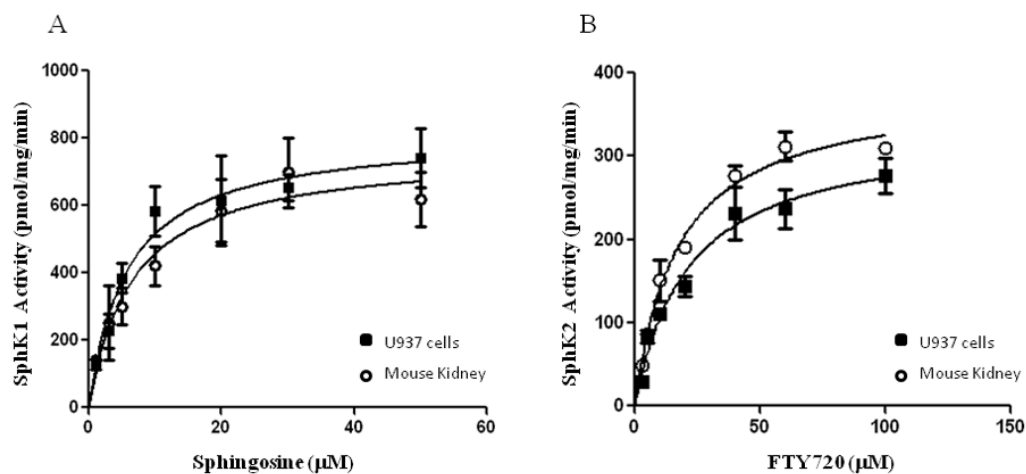 A
B
1000
800
600
400
200
0
0
20
40
60
SphK1 Activity (pmol/mg/min)
Sphingosine (μM)
U937 cells
Mouse Kidney
400
300
200
100
0
0
50
100
150
SphK2 Activity (pmol/mg/min)
FTY720 (μM)
U937 cells
Mouse Kidney